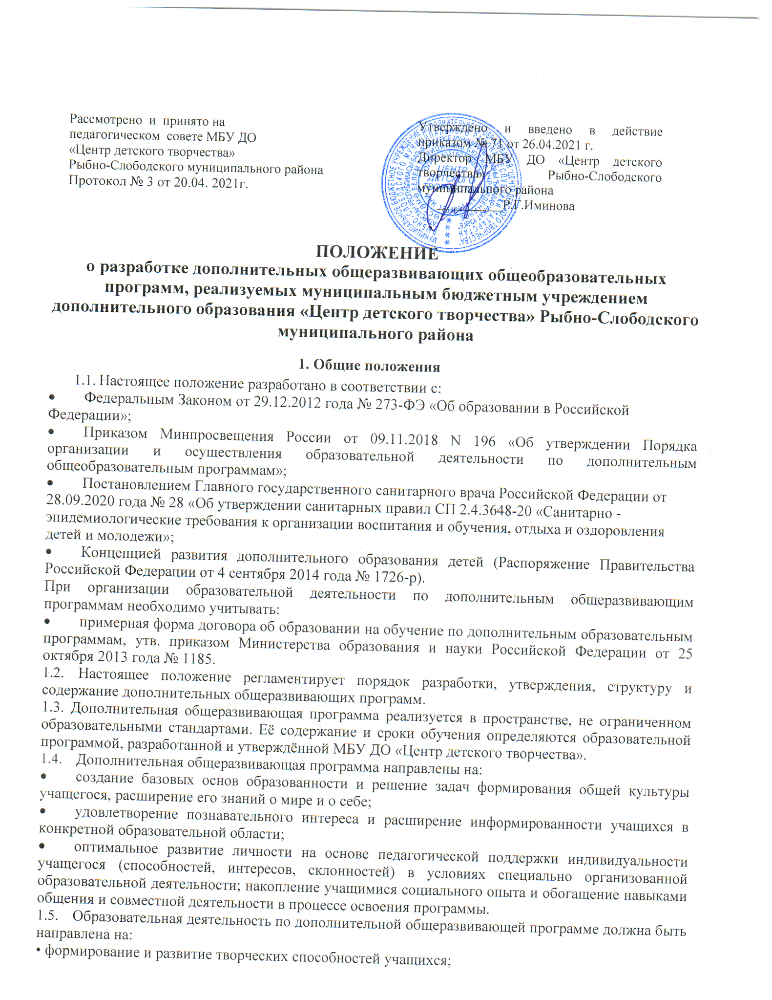 Рассмотрено и принято на
педагогическом совете МБУ ДО
«Центр детского творчества»
Рыбно-Слободского муниципального района
Протокол № 3 от 20.04. 2021г.
Утверждено и введено в действие
приказом № 71 от 26.04.2021 г.
Директор МБУ ДО «Центр детского
творчества» Рыбно-Слободского
муниципального района
Р.Г.Иминова
ЦЕНТР
ДЕТСКОГО
ТВОРЧЕСТВА
ПОЛОЖЕНИЕ
о разработке дополнительных общеразвивающих общеобразовательных
программ, реализуемых муниципальным бюджетным учреждением
дополнительного образования «Центр детского творчества» Рыбно-Слободского
муниципального района
1. Общие положения
1.1. Настоящее положение разработано в соответствии с:
• Федеральным Законом от 29.12.2012 года № 273-ФЭ «Об образовании в Российской
Федерации»;
• Приказом Минпросвещения России от 09.11.2018 N 196 «Об утверждении Порядка
организации и осуществления образовательной деятельности по дополнительным
общеобразовательным программам»;
• Постановлением Главного государственного санитарного врача Российской Федерации от
28.09.2020 года № 28 «Об утверждении санитарных правил СП 2.4.3648-20 «Санитарно -
эпидемиологические требования к организации воспитания и обучения, отдыха и оздоровления
детей и молодежи»;
• Концепцией развития дополнительного образования детей (Распоряжение Правительства
Российской Федерации от 4 сентября 2014 года № 1726-р).
При организации образовательной деятельности по дополнительным общеразвивающим
программам необходимо учитывать:
• примерная форма договора об образовании на обучение по дополнительным образовательным
программам, утв. приказом Министерства образования и науки Российской Федерации от 25
октября 2013 года № 1185.
1.2. Настоящее положение регламентирует порядок разработки, утверждения, структуру и
содержание дополнительных общеразвивающих программ.
1.3. Дополнительная общеразвивающая программа реализуется в пространстве, не ограниченном
образовательными стандартами. Её содержание и сроки обучения определяются образовательной
программой, разработанной и утверждённой МБУ ДО «Центр детского творчества».
1.4. Дополнительная общеразвивающая программа направлены на:
• создание базовых основ образованности и решение задач формирования общей культуры
учащегося, расширение его знаний о мире и о себе;
• удовлетворение познавательного интереса и расширение информированности учащихся в
конкретной образовательной области;
• оптимальное развитие личности на основе педагогической поддержки индивидуальности
учащегося (способностей, интересов, склонностей) в условиях специально организованной
образовательной деятельности; накопление учащимися социального опыта и обогащение навыками
общения и совместной деятельности в процессе освоения программы.
1.5. Образовательная деятельность по дополнительной общеразвивающей программе должна быть
направлена на:
• формирование и развитие творческих способностей учащихся;